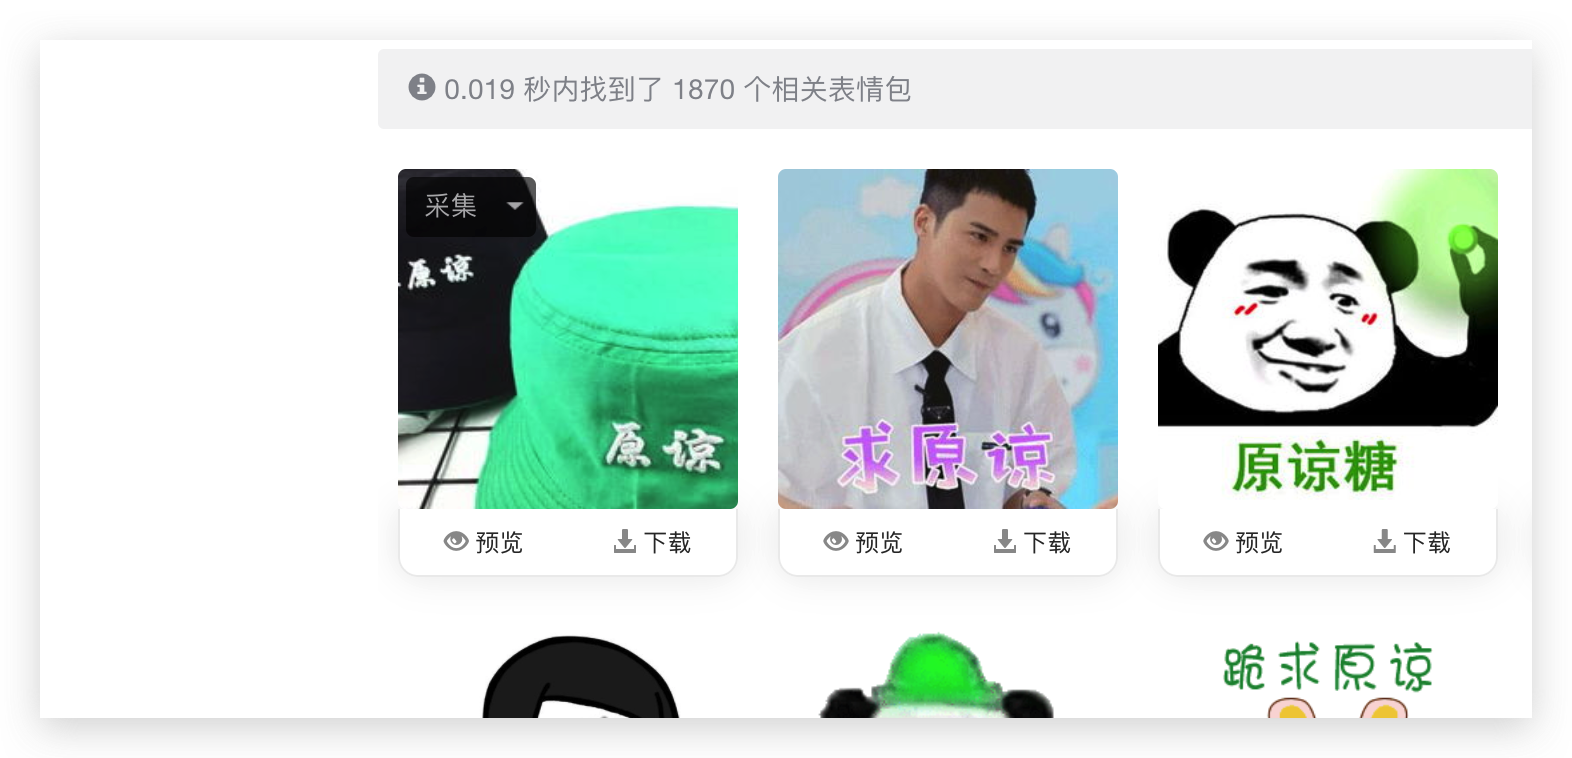 0.019 秒内找到了 1870 个相关表情包
采集
原谅
原谅
求原谅
原谅糖
预览 下载
预览 下载
预览 下载
跪求原谅